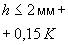 h ≤ 2 мм +
+ 0,15 K